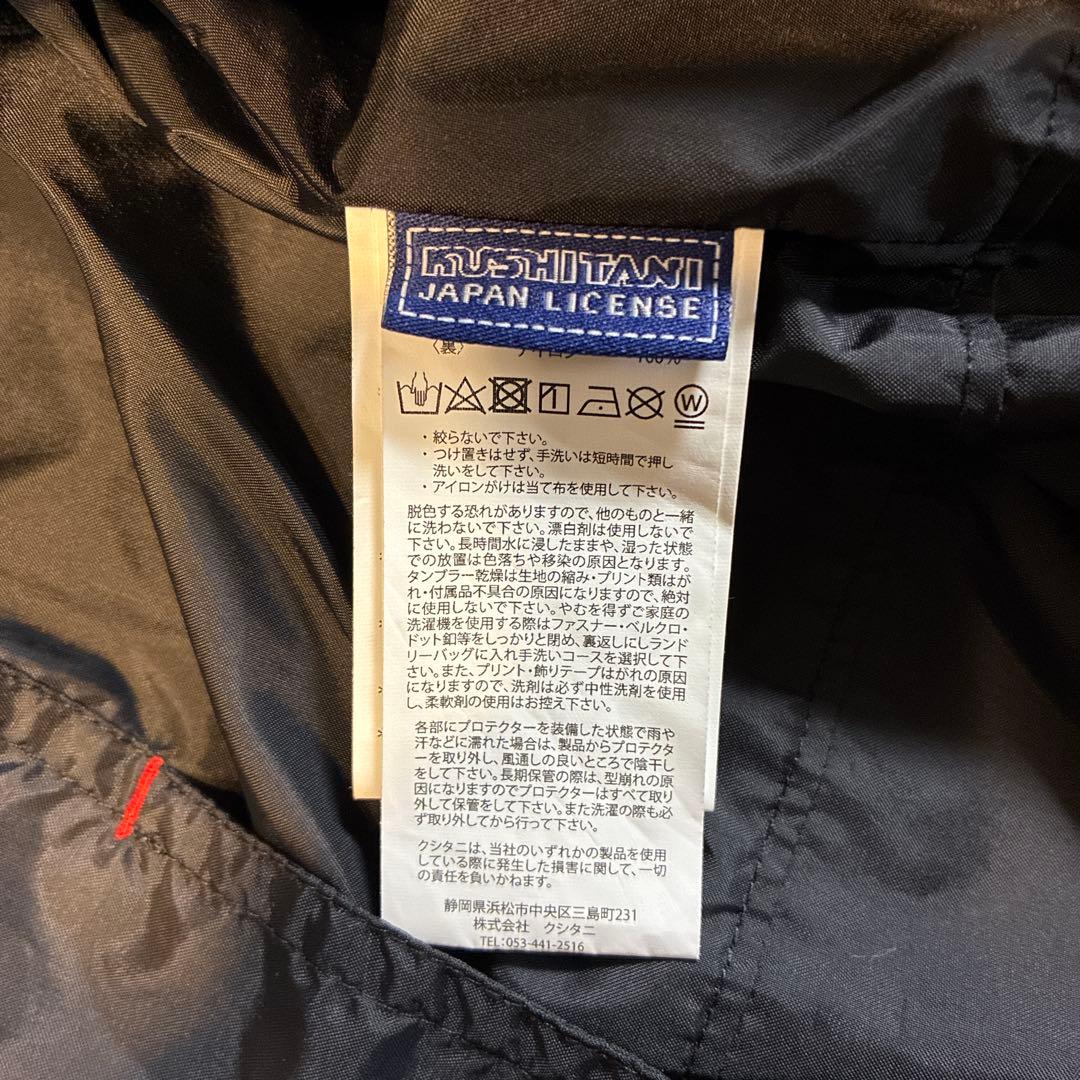 KUSHITANI
JAPAN LICENSE
〈裏〉 ナイロン 100%
W
・絞らないで下さい。
・つけ置きはせず、手洗いは短時間で押し
洗いをして下さい。
・アイロンがけは当て布を使用して下さい。
脱色する恐れがありますので、他のものと一緒
に洗わないで下さい。漂白剤は使用しないで
下さい。長時間水に浸したままや、湿った状態
での放置は色落ちや移染の原因となります。
タンブラー乾燥は生地の縮み・プリント類はが
れ・付属品不具合の原因になりますので、絶対
に使用しないで下さい。やむを得ずご家庭の
洗濯機を使用する際はファスナー・ベルクロ・
ドット釦等をしっかりと閉め、裏返しにしランド
リーバッグに入れ手洗いコースを選択して下
さい。また、プリント・飾りテープはがれの原因
になりますので、洗剤は必ず中性洗剤を使用
し、柔軟剤の使用はお控え下さい。
各部にプロテクターを装備した状態で雨や
汗などに濡れた場合は、製品からプロテクタ
ーを取り外し、風通しの良いところで陰干し
をして下さい。長期保管の際は、型崩れの原
因になりますのでプロテクターはすべて取り
外して保管をして下さい。また洗濯の際も必
ず取り外してから行って下さい。
クシタニは、当社のいずれかの製品を使用
している際に発生した損害に関して、一切
の責任を負いかねます。
静岡県浜松市中央区三島町231
株式会社 クシタニ
TEL:053-441-2516